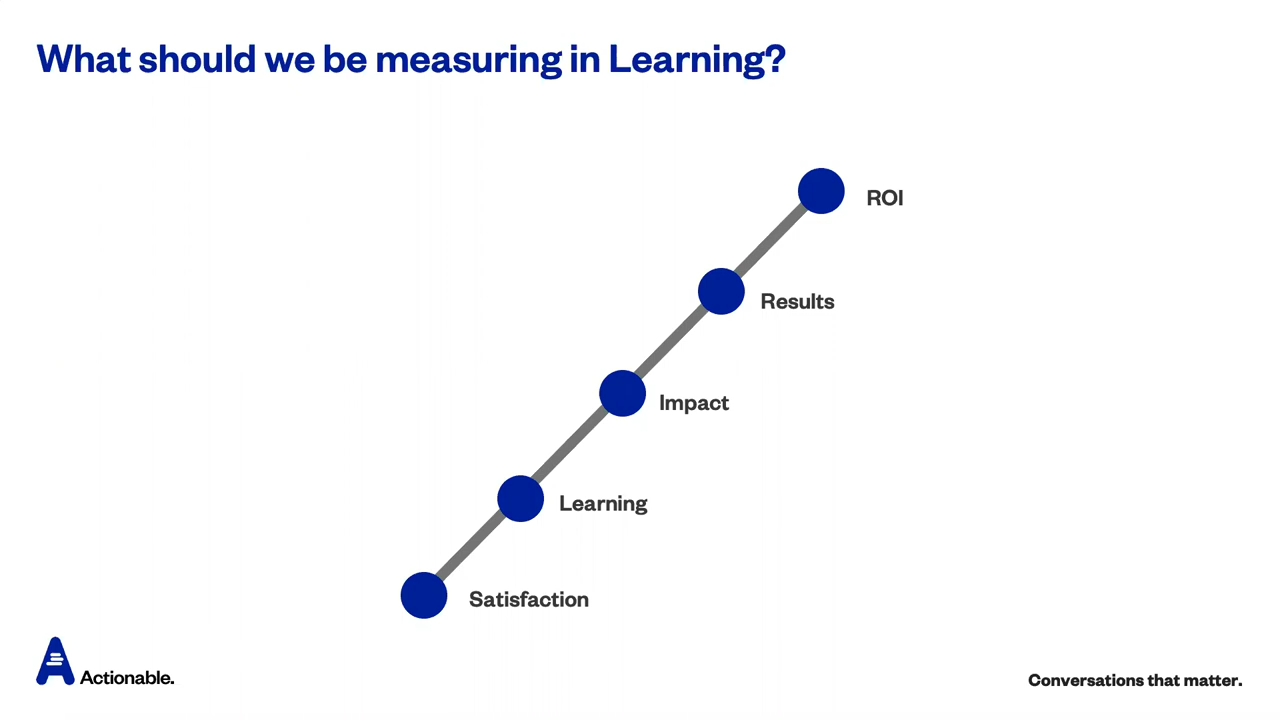 What should we be measuring in Learning?
ROI
Results
Impact
Learning
Satisfaction
Actionable.
Conversations that matter.